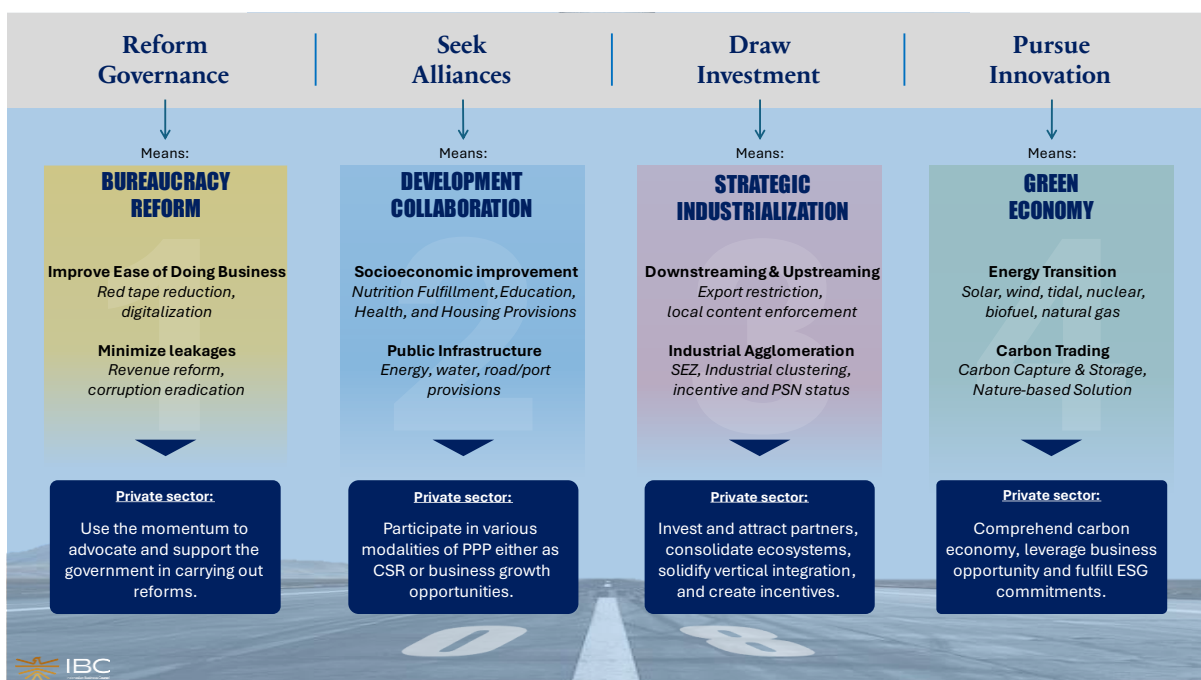 Reform
Governance
Seek
Alliances
Draw
Investment
Pursue
Innovation
Means:
BUREAUCRACY
REFORM
1
Improve Ease of Doing Business
Red tape reduction,
digitalization
Minimize leakages
Revenue reform,
corruption eradication
Private sector:
Use the momentum to
advocate and support the
government in carrying out
reforms.
Means:
DEVELOPMENT
COLLABORATION
2
Socioeconomic improvement
Nutrition Fulfillment, Education,
Health, and Housing Provisions
Public Infrastructure
Energy, water, road/port
provisions
Private sector:
Participate in various
modalities of PPP either as
CSR or business growth
opportunities.
Means:
STRATEGIC
INDUSTRIALIZATION
3
Downstreaming & Upstreaming
Export restriction,
local content enforcement
Industrial Agglomeration
SEZ, Industrial clustering,
incentive and PSN status
Private sector:
Invest and attract partners,
consolidate ecosystems,
solidify vertical integration,
and create incentives.
Means:
GREEN
ECONOMY
4
Energy Transition
Solar, wind, tidal, nuclear,
biofuel, natural gas
Carbon Trading
Carbon Capture & Storage,
Nature-based Solution
Private sector:
Comprehend carbon
economy, leverage business
opportunity and fulfill ESG
commitments.
0 8
IBC